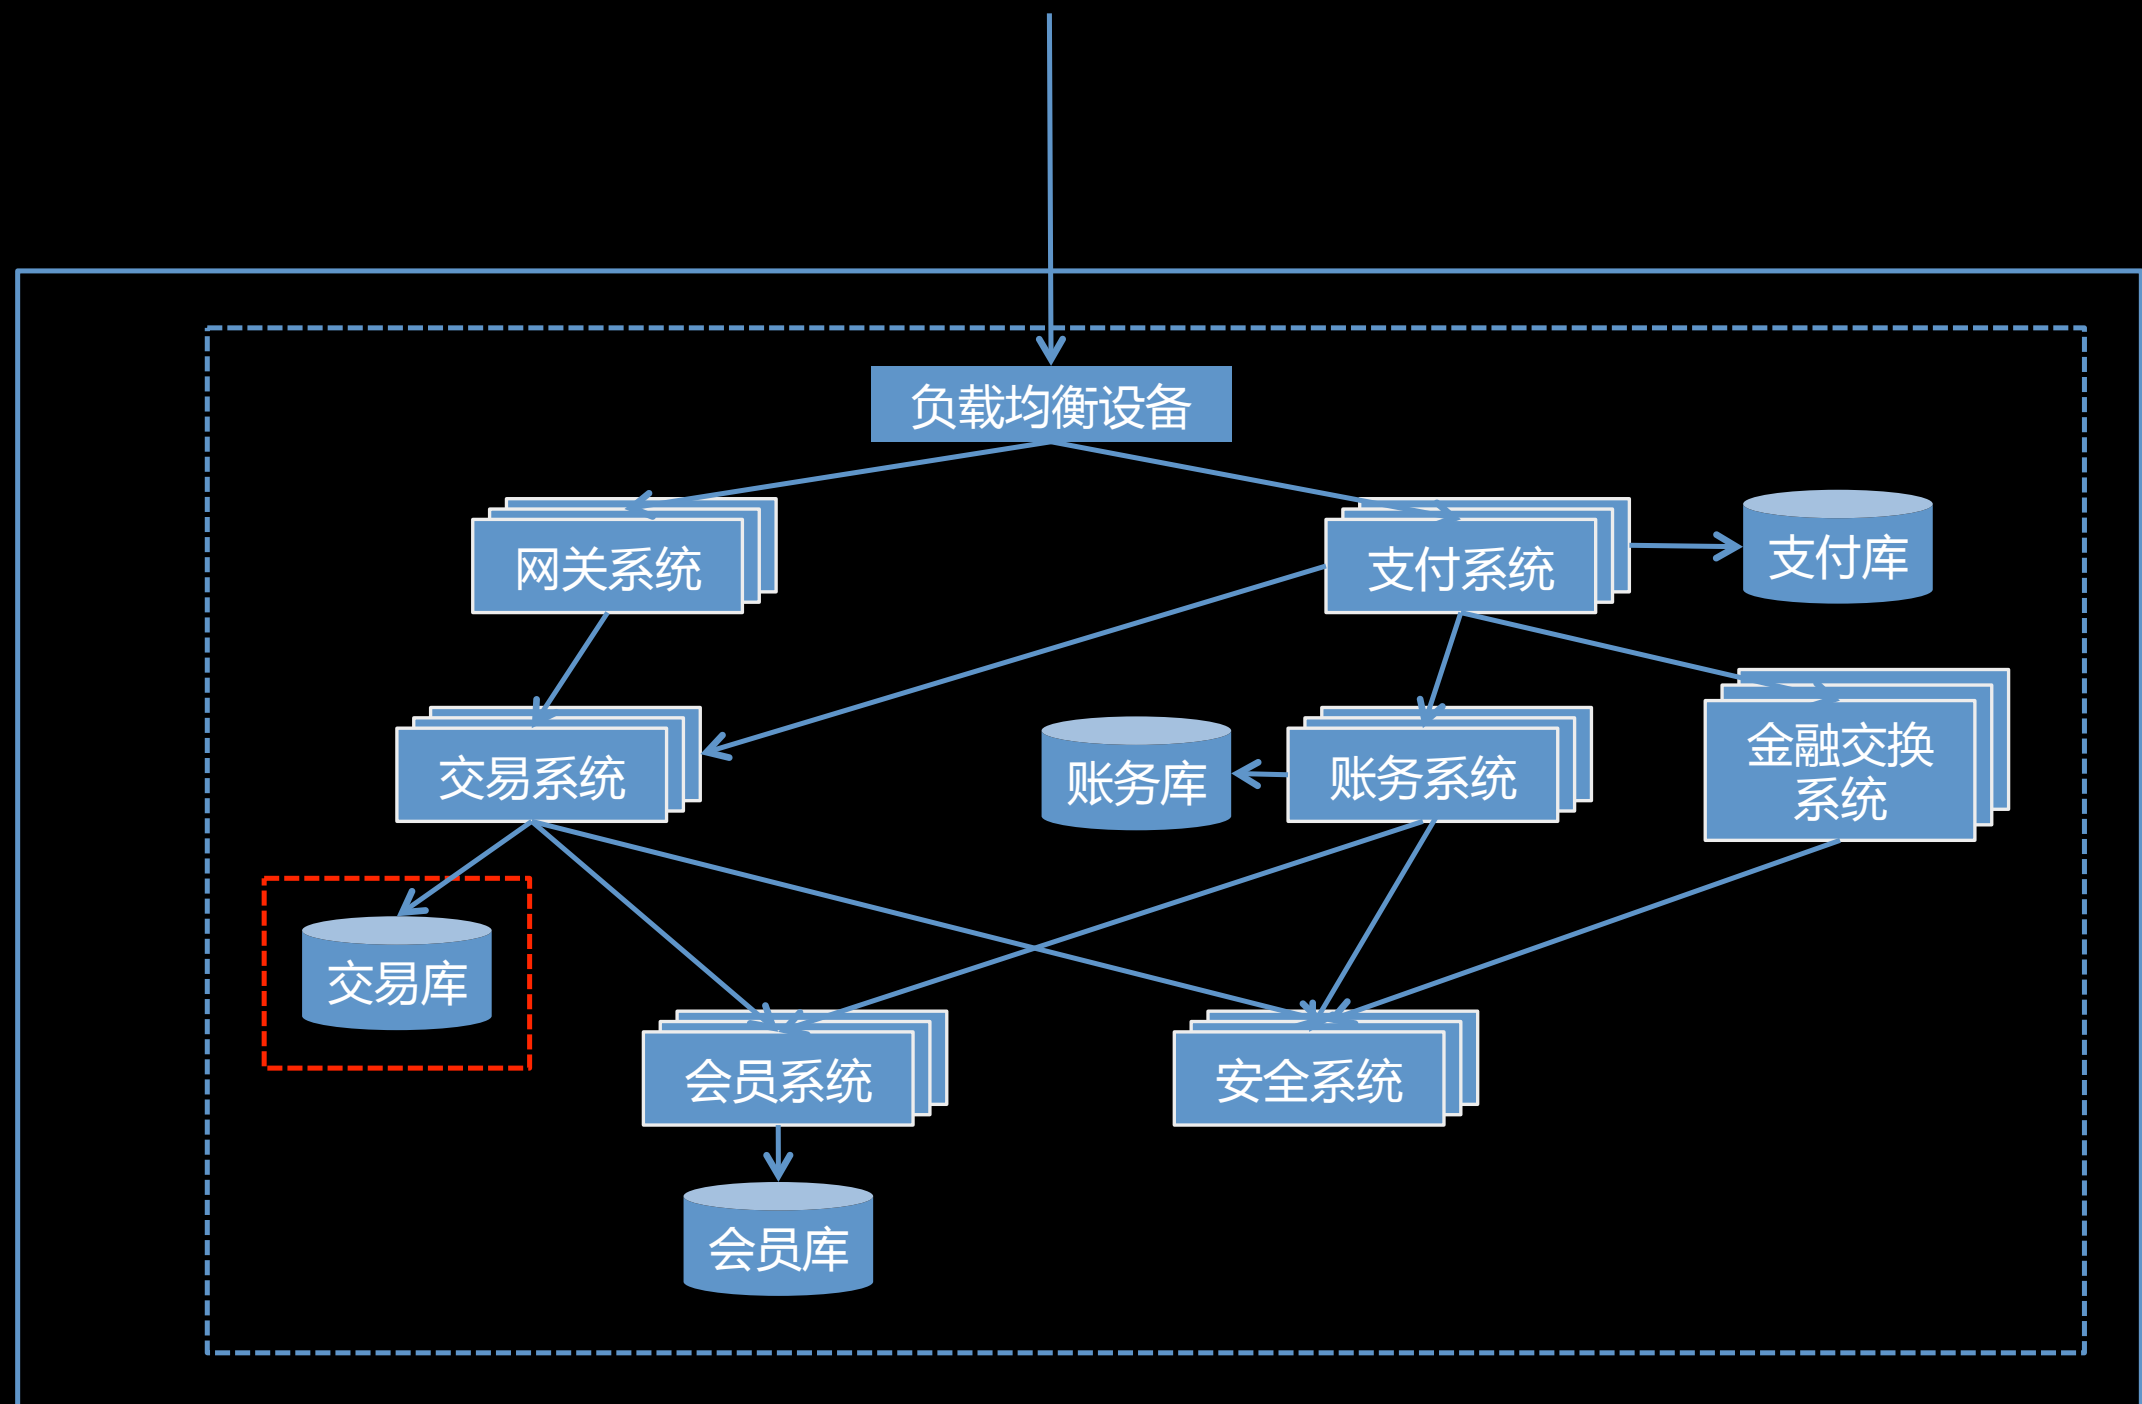 负载均衡设备
网关系统
支付系统
支付库
交易系统
账务库
账务系统
金融交换
系统
交易库
会员系统
安全系统
会员库